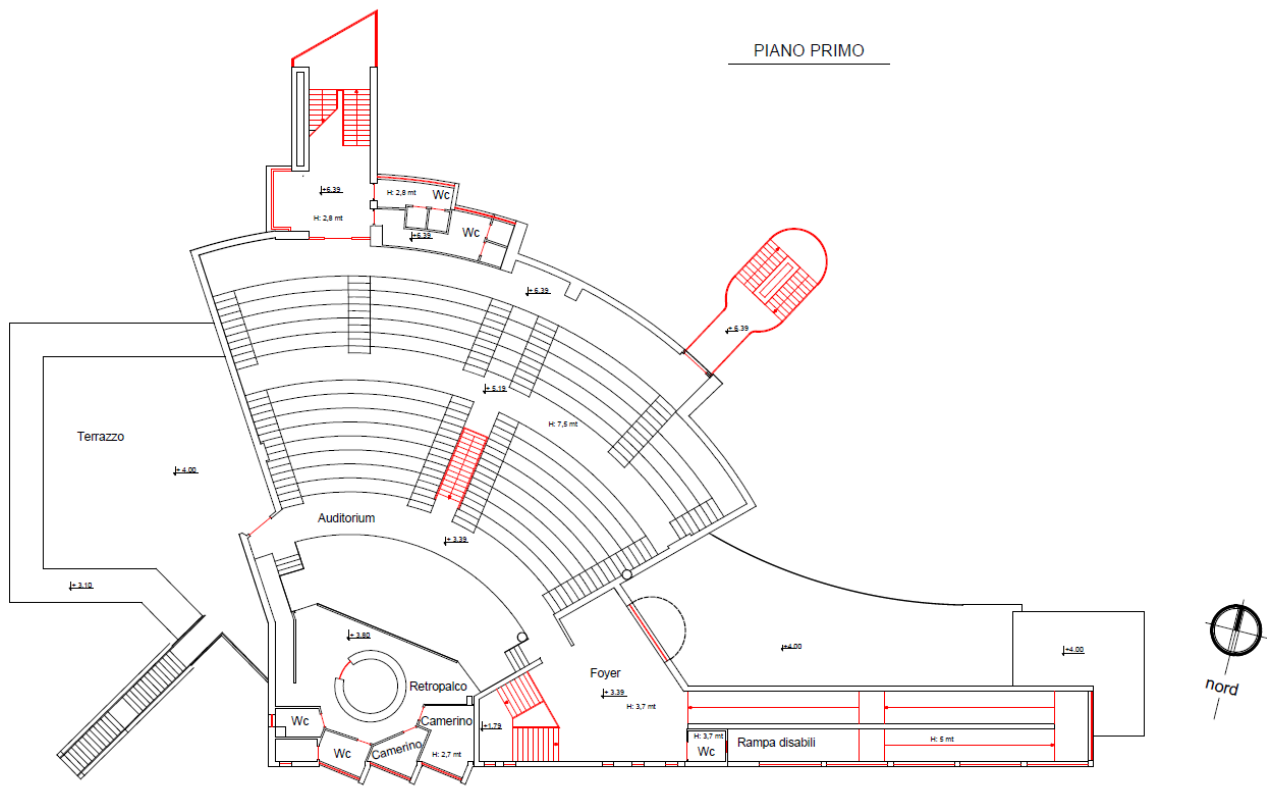 PIANO PRIMO
+6.39
H: 2,8 mt
H: 2,8 mt
Wc
Wc
+6.39
+6.39
+6.39
+ 5.19
H: 7,5 mt
Terrazzo
+ 4.00
Auditorium
+ 3.39
+ 3.10
+ 3.80
Retropalco
Foyer
+ 3.39
H: 3,7 mt
+4.00
+4.00
nord
Wc
Camerino
+1.79
Wc
Camerino
H: 2,7 mt
H: 3,7 mt
Wc
Rampa disabili
H: 5 mt